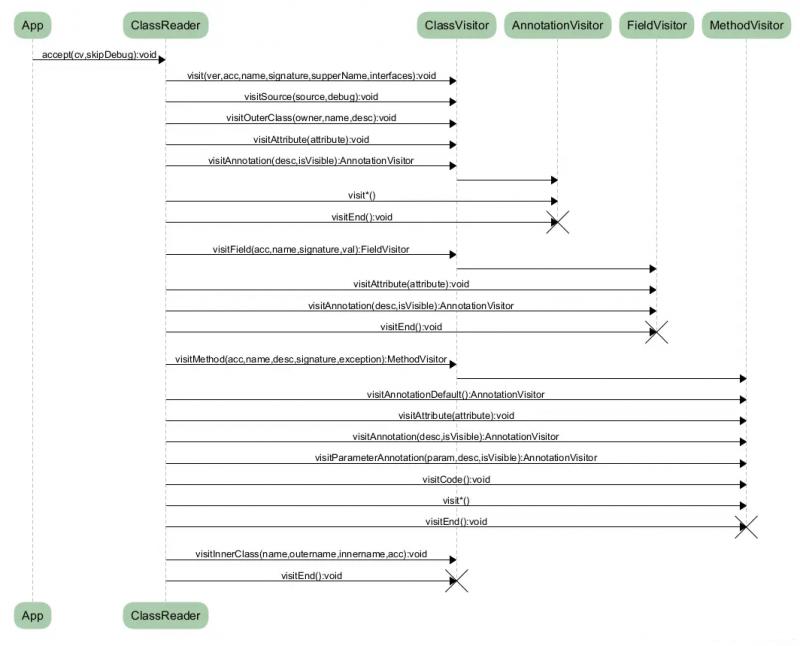 App ClassReader ClassVisitor AnnotationVisitor FieldVisitor MethodVisitor
accept(cv,skipDebug):void
visit(ver,acc,name,signature,supperName,interfaces):void
visitSource(source,debug):void
visitOuterClass(owner,name,desc):void
visitAttribute(attribute):void
visitAnnotation(desc,isVisible):AnnotationVisitor
visit*()
visitEnd():void
visitField(acc,name,signature,val):FieldVisitor
visitAttribute(attribute):void
visitAnnotation(desc,isVisible):AnnotationVisitor
visitEnd():void
visitMethod(acc,name,desc,signature,exception):MethodVisitor
visitAnnotationDefault():AnnotationVisitor
visitAttribute(attribute):void
visitAnnotation(desc,isVisible):AnnotationVisitor
visitParameterAnnotation(param,desc,isVisible):AnnotationVisitor
visitCode():void
visit*()
visitEnd():void
visitInnerClass(name,outername,innername,acc):void
visitEnd():void
App ClassReader